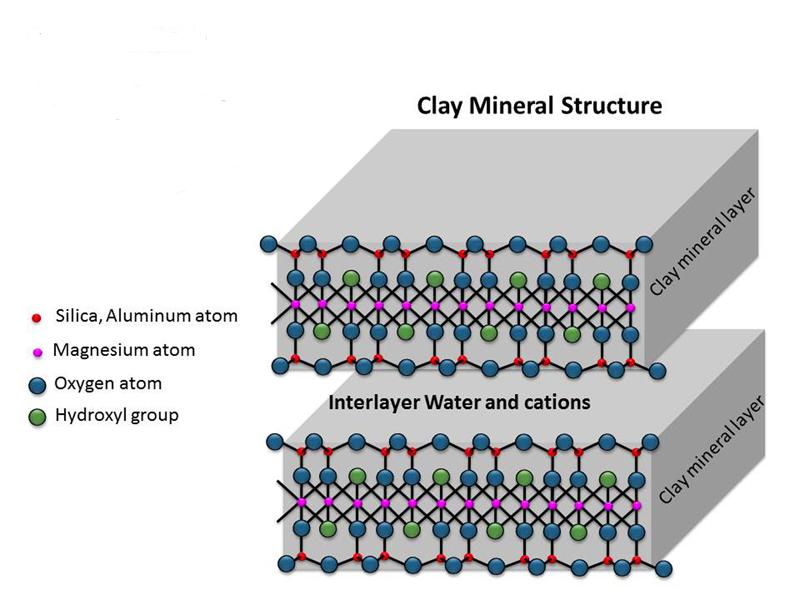 Clay Mineral Structure
Clay mineral layer
Silica, Aluminum atom
Magnesium atom
Oxygen atom
Hydroxyl group
Interlayer Water and cations
Clay mineral layer